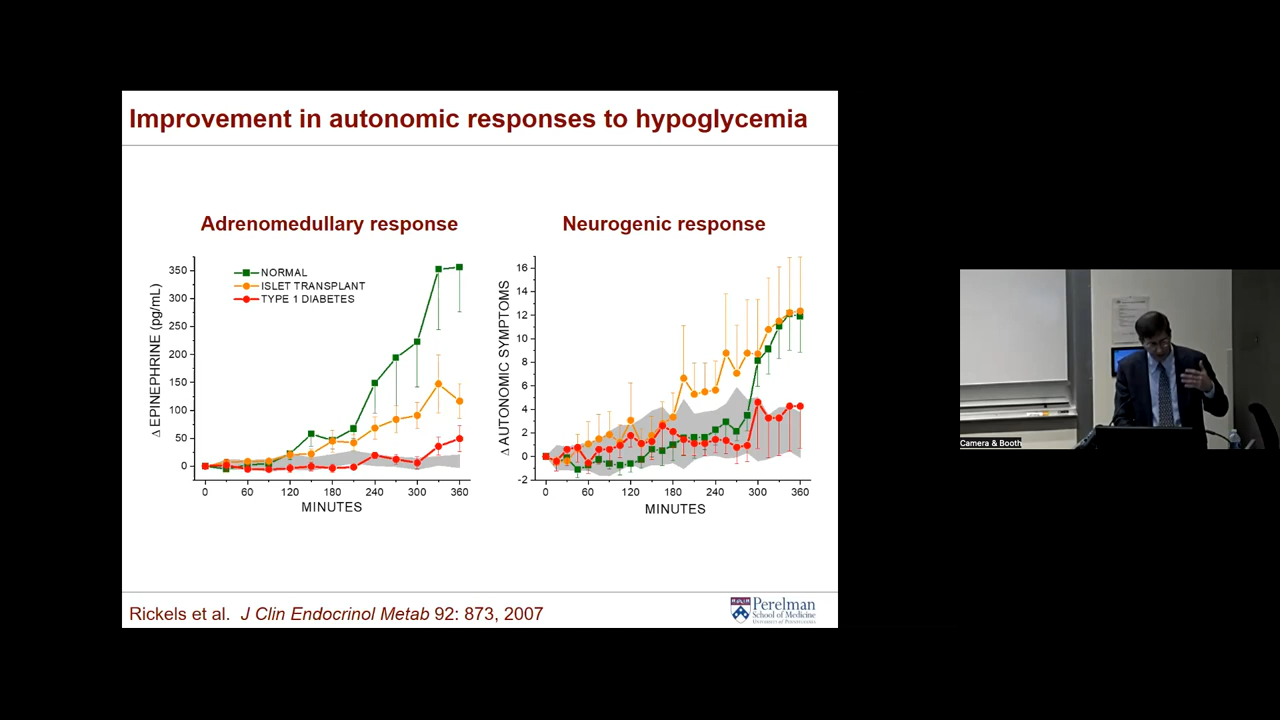 Improvement in autonomic responses to hypoglycemia
Adrenomedullary response
Δ EPINEPHRINE (pg/mL)
350
300
250
200
150
100
50
0
NORMAL
ISLET TRANSPLANT
TYPE 1 DIABETES
0 60 120 180 240 300 360
MINUTES
Neurogenic response
Δ AUTONOMIC SYMPTOMS
16
14
12
10
8
6
4
2
0
-2
0 60 120 180 240 300 360
MINUTES
Rickels et al. J Clin Endocrinol Metab 92: 873, 2007
Perelman
School of Medicine
University of Pennsylvania
Camera & Booth